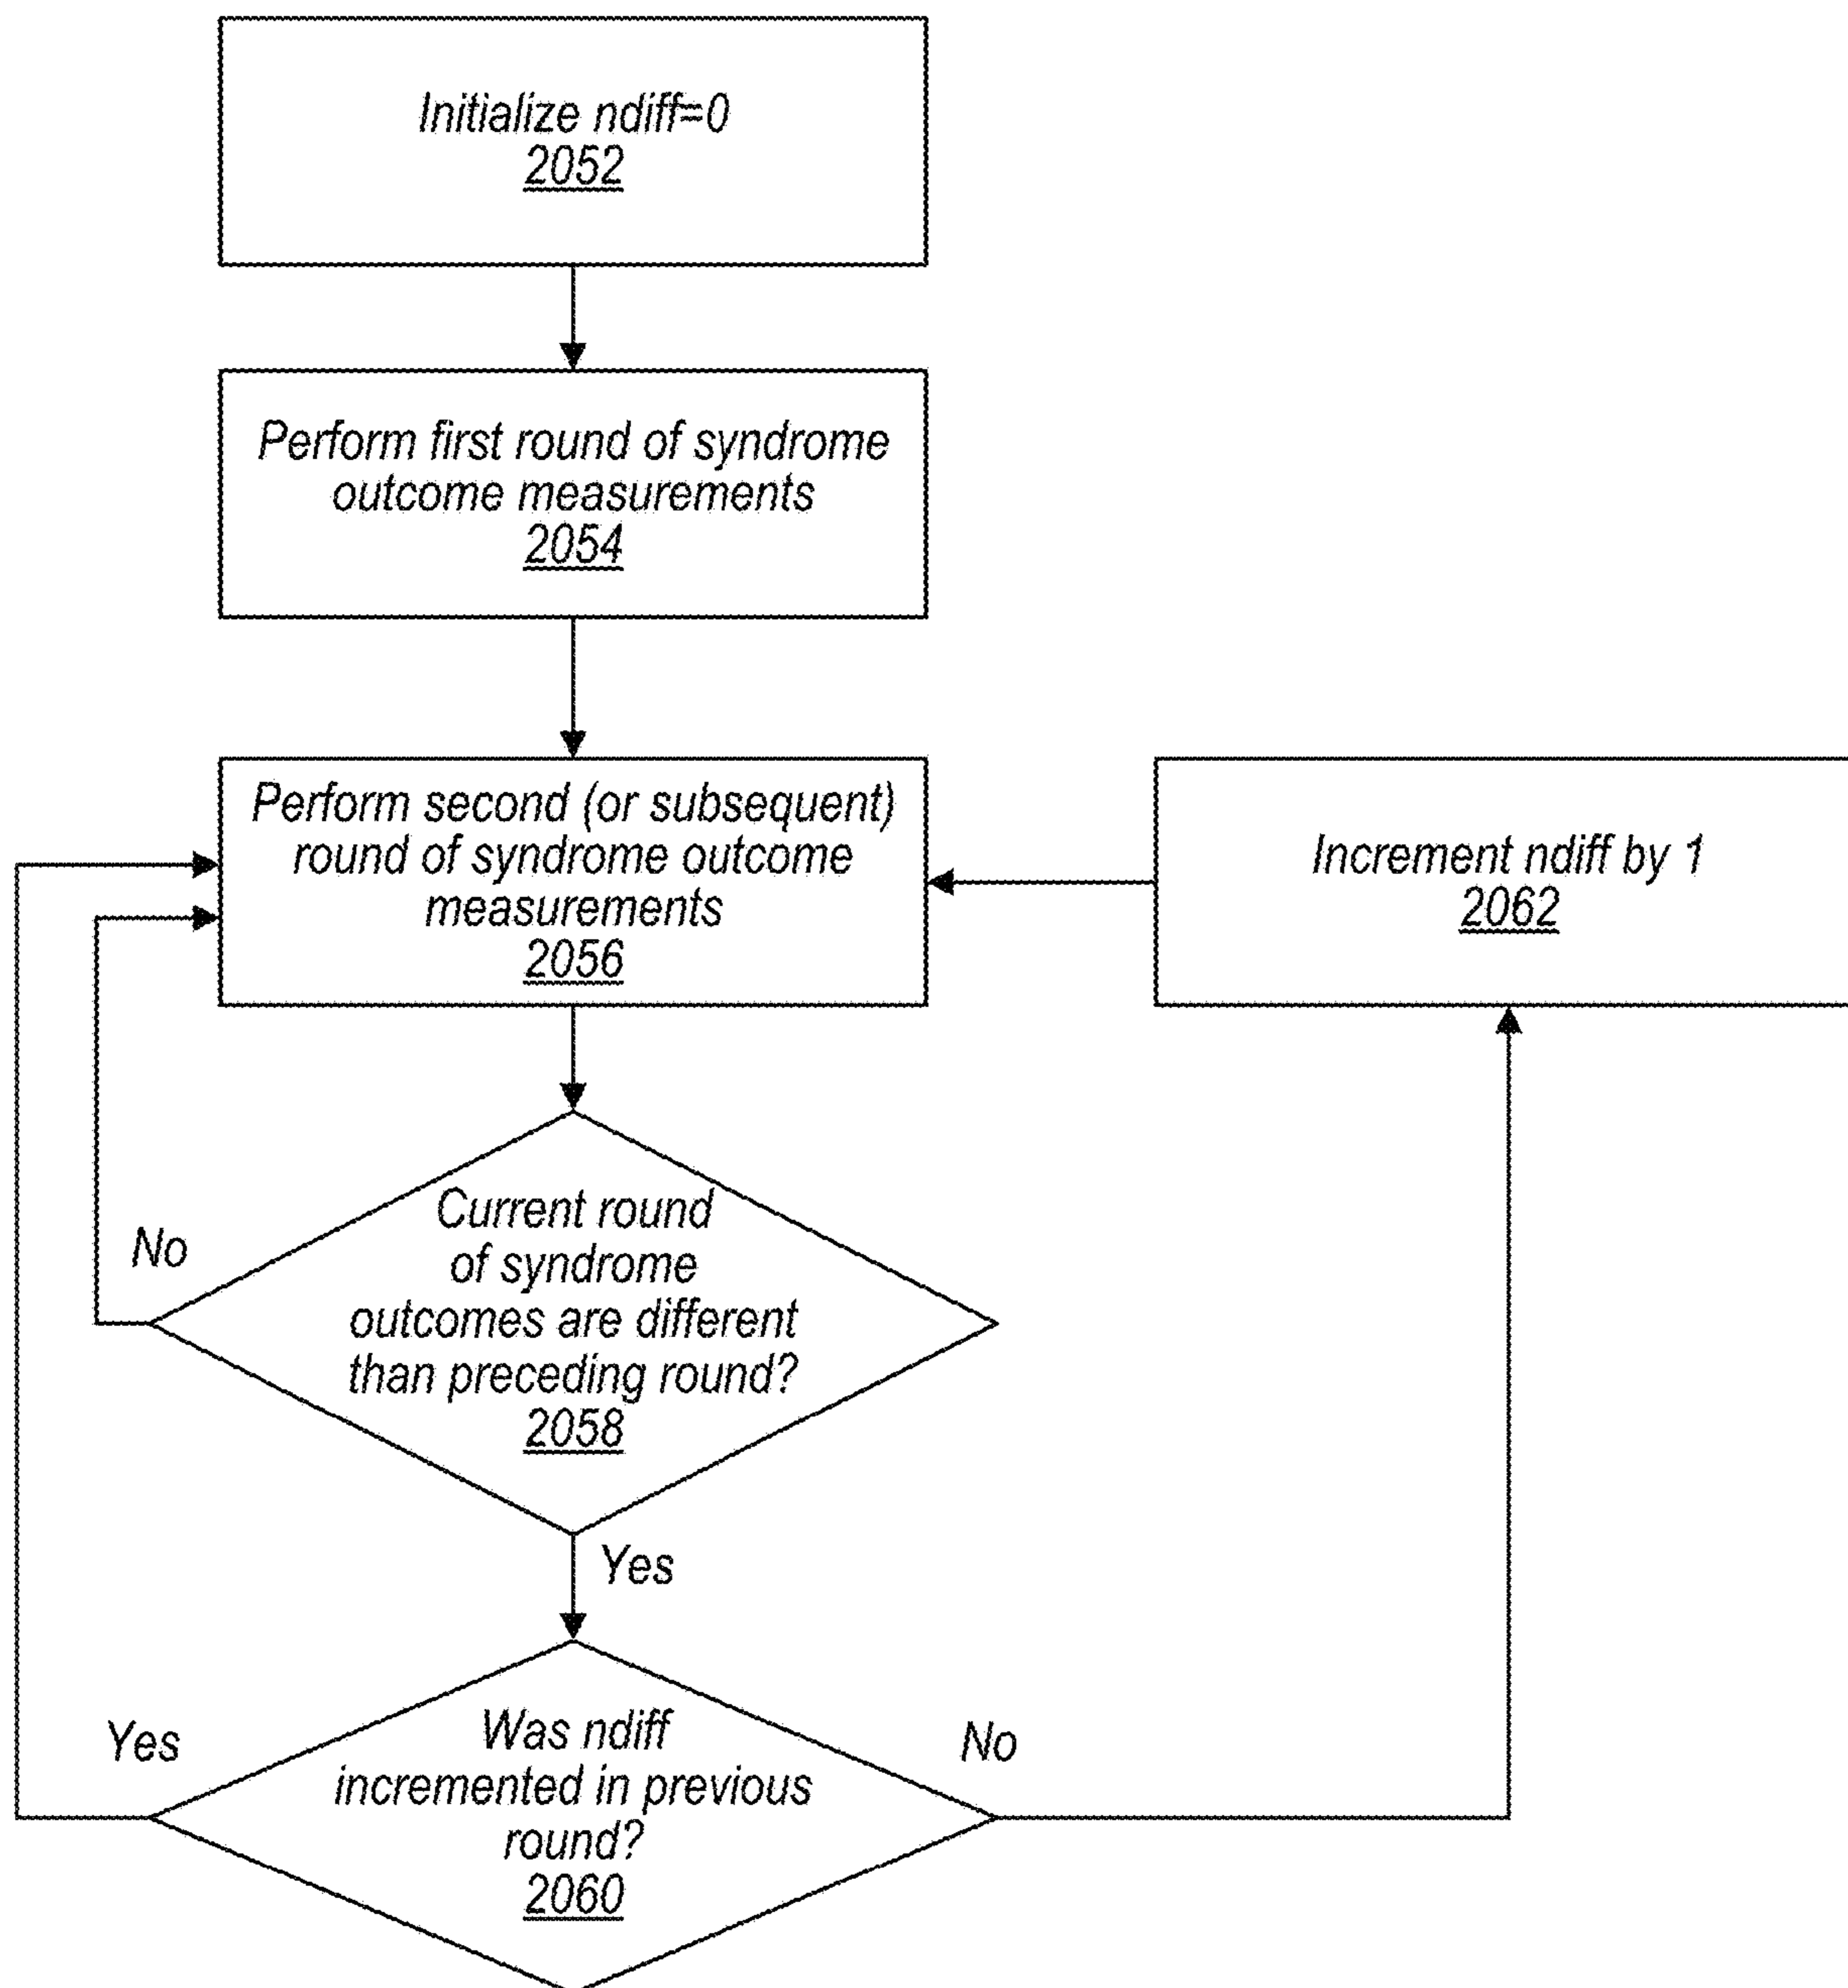 Initialize ndiff=0
2052
Perform first round of syndrome
outcome measurements
2054
Perform second (or subsequent)
round of syndrome outcome
measurements
2056
Increment ndiff by 1
2062
Current round
of syndrome
outcomes are different
than preceding round?
2058
No
Yes
Was ndiff
incremented in previous
round?
2060
Yes
No